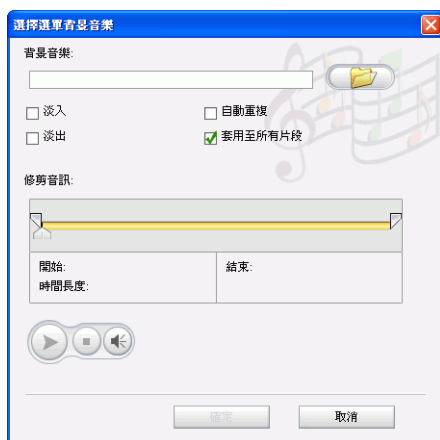 選擇選單背景音樂
背景音樂:
淡入
自動重複
淡出
套用至所有片段
修剪音訊:
開始:
結束:
時間長度:
確定
取消